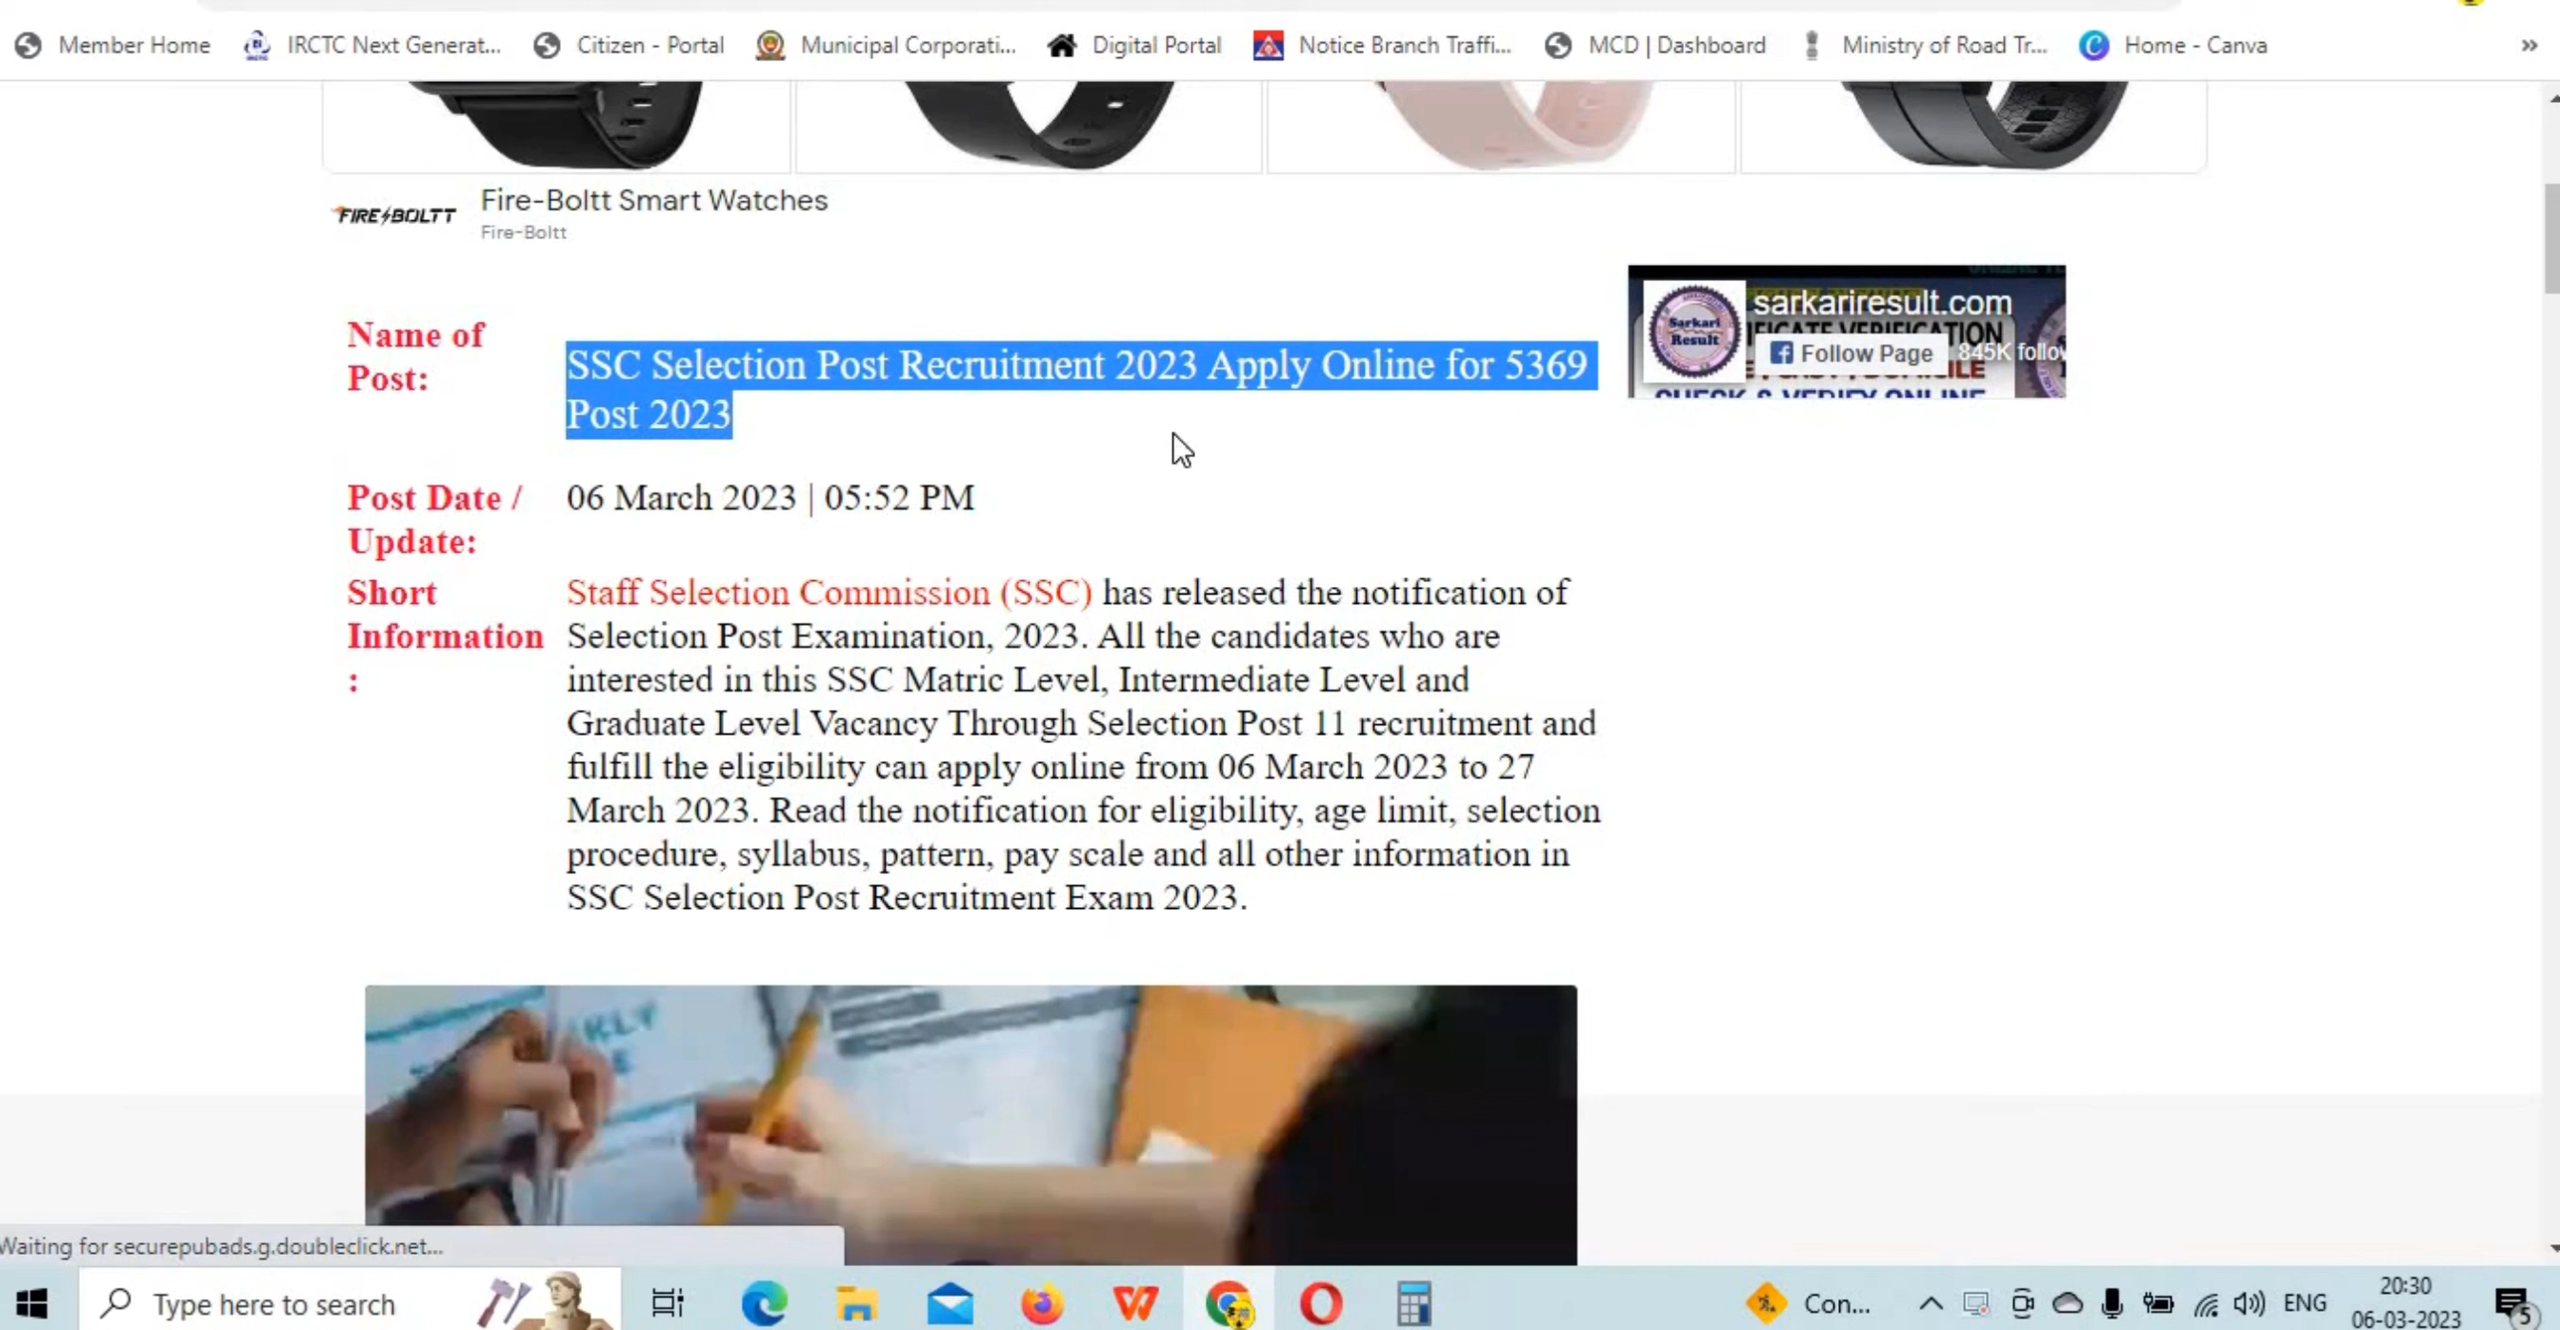 Member Home IRCTC Next Generat... Citizen - Portal Municipal Corporati... Digital Portal Notice Branch Traffi... MCD | Dashboard Ministry of Road Tr... Home - Canva »
FIRE-BOLTT
Fire-Boltt Smart Watches
Fire-Boltt
sarkariresult.com
Sarkari
Result
Follow Page
845K
Name of
Post:
SSC Selection Post Recruitment 2023 Apply Online for 5369
Post 2023
Post Date /
Update:
06 March 2023 | 05:52 PM
Short
Information
:
Staff Selection Commission (SSC) has released the notification of
Selection Post Examination, 2023. All the candidates who are
interested in this SSC Matric Level, Intermediate Level and
Graduate Level Vacancy Through Selection Post 11 recruitment and
fulfill the eligibility can apply online from 06 March 2023 to 27
March 2023. Read the notification for eligibility, age limit, selection
procedure, syllabus, pattern, pay scale and all other information in
SSC Selection Post Recruitment Exam 2023.
Waiting for securepubads.g.doubleclick.net...
Type here to search
Con...
ENG
20:30
06-03-2023
5